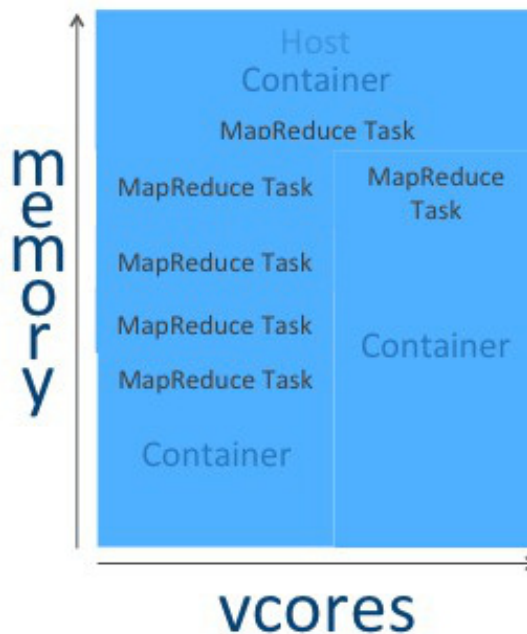 memory
Host
Container
MapReduce Task
MapReduce Task
MapReduce Task
MapReduce Task
MapReduce Task
Container
MapReduce
Task
Container
vcores